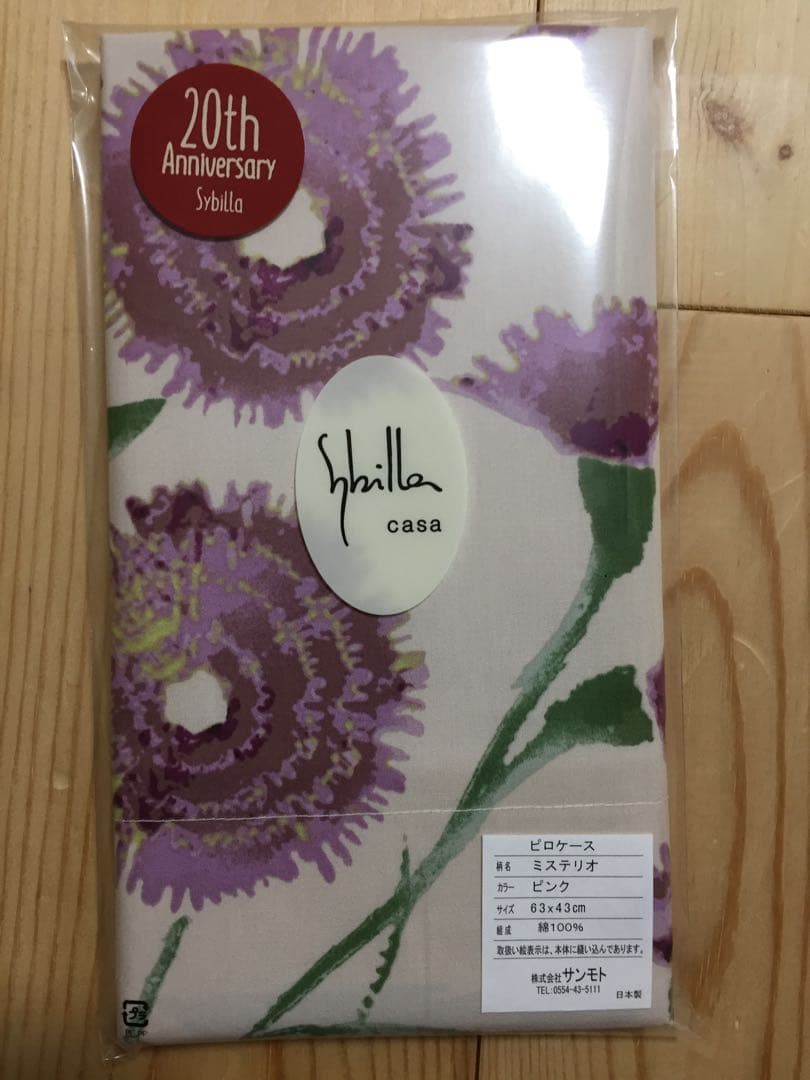 20th
Anniversary
Sybilla
Sybilla
casa
ピロケース
柄名 ミステリオ
カラー ピンク
サイズ 63x43cm
組成 綿100%
取扱い絵表示は、本体に縫い込んであります。
株式会社サンモト
TEL:0554-43-5111
日本製
プラ